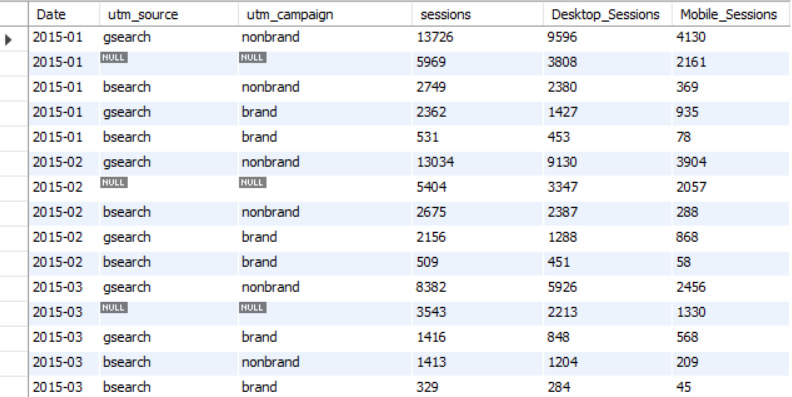 Date utm_source utm_campaign sessions Desktop_Sessions Mobile_Sessions
2015-01 gsearch nonbrand 13726 9596 4130
2015-01 NULL NULL 5969 3808 2161
2015-01 bsearch nonbrand 2749 2380 369
2015-01 gsearch brand 2362 1427 935
2015-01 bsearch brand 531 453 78
2015-02 gsearch nonbrand 13034 9130 3904
2015-02 NULL NULL 5404 3347 2057
2015-02 bsearch nonbrand 2675 2387 288
2015-02 gsearch brand 2156 1288 868
2015-02 bsearch brand 509 451 58
2015-03 gsearch nonbrand 8382 5926 2456
2015-03 NULL NULL 3543 2213 1330
2015-03 gsearch brand 1416 848 568
2015-03 bsearch nonbrand 1413 1204 209
2015-03 bsearch brand 329 284 45